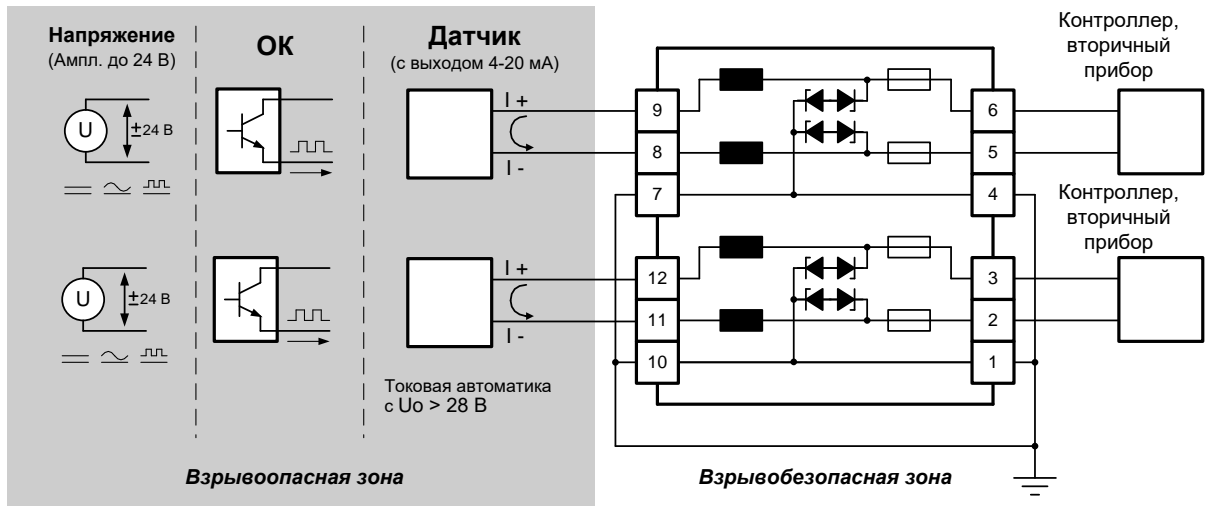 Напряжение
(Ампл. до 24 В)
U
±24 В
ОК
Датчик
(с выходом 4-20 мА)
I +
I -
9
8
7
6
5
4
Контроллер,
вторичный
прибор
U
±24 В
I +
I -
Токовая автоматика
с Uo > 28 В
12
11
10
3
2
1
Контроллер,
вторичный
прибор
Взрывоопасная зона
Взрывобезопасная зона